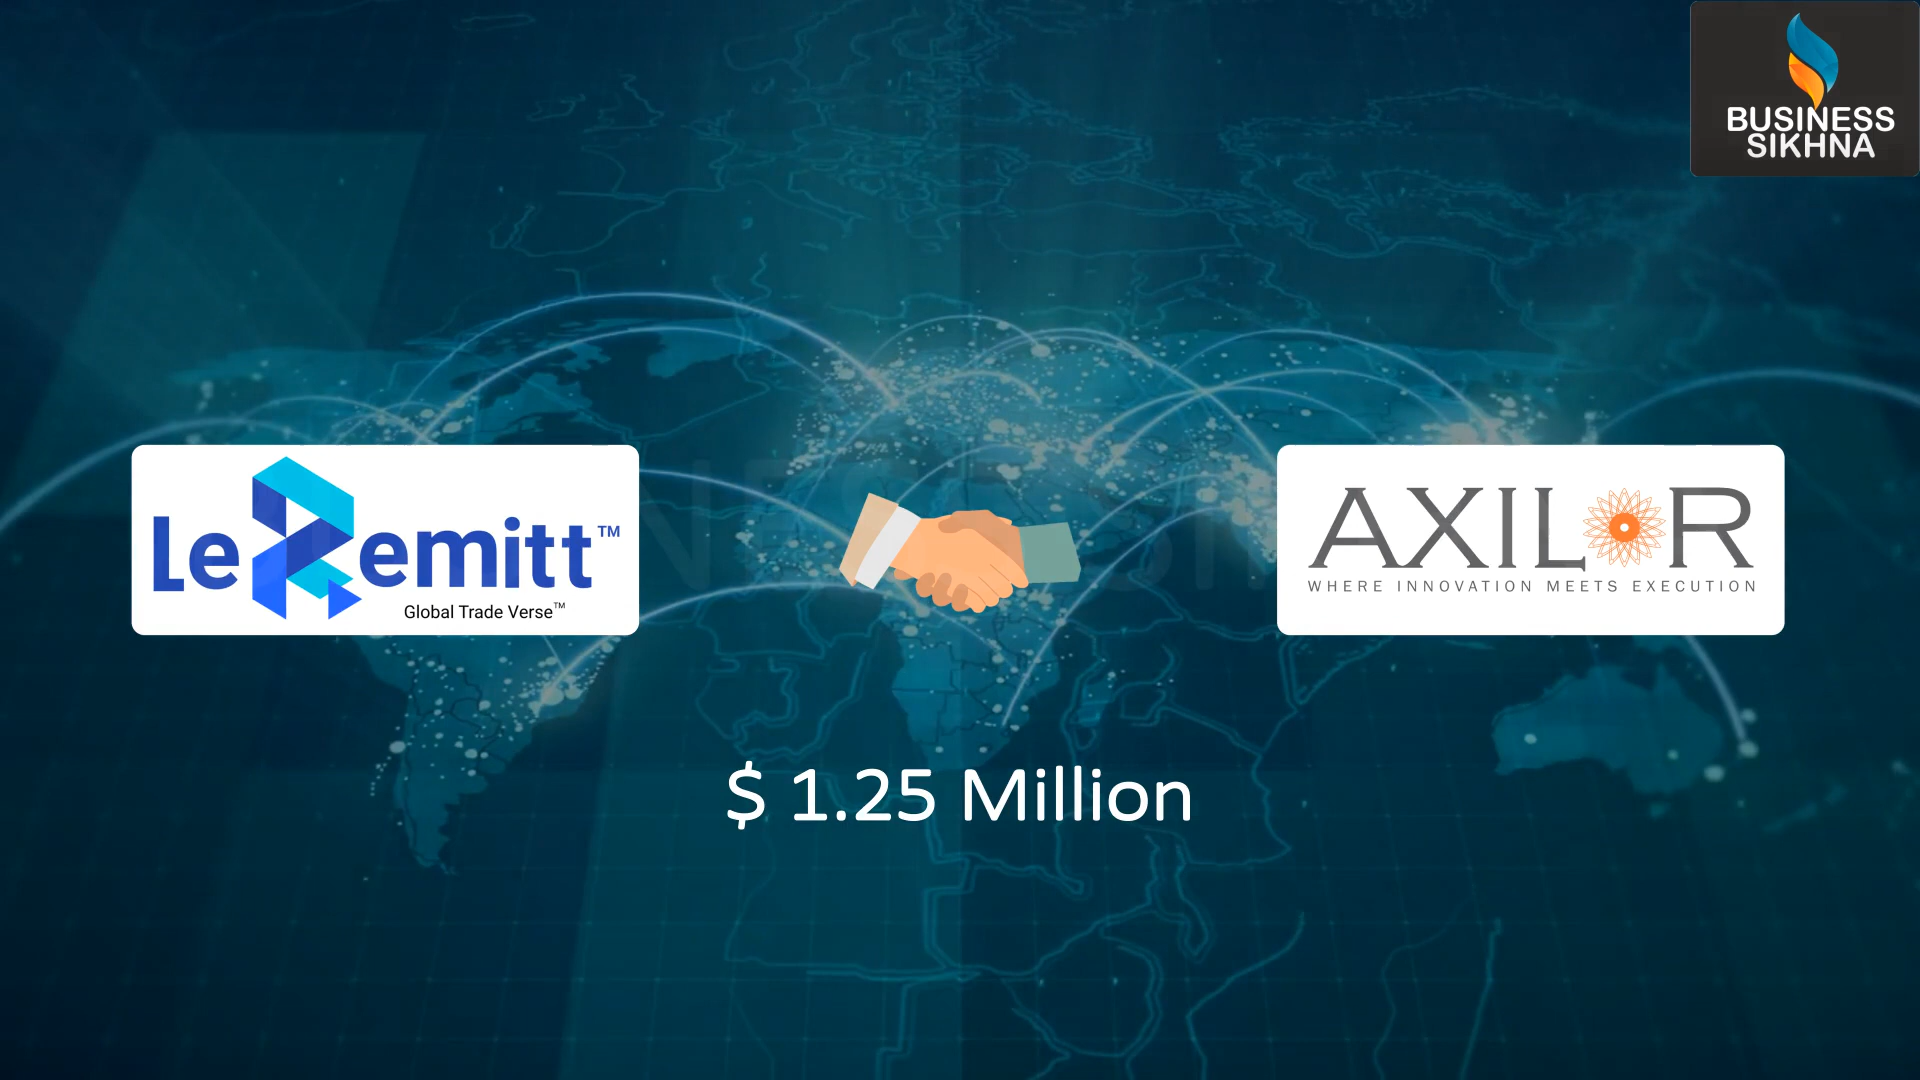 BUSINESS
SIKHNA
LeRemitt™
Global Trade Verse™
AXILOR
WHERE INNOVATION MEETS EXECUTION
$ 1.25 Million